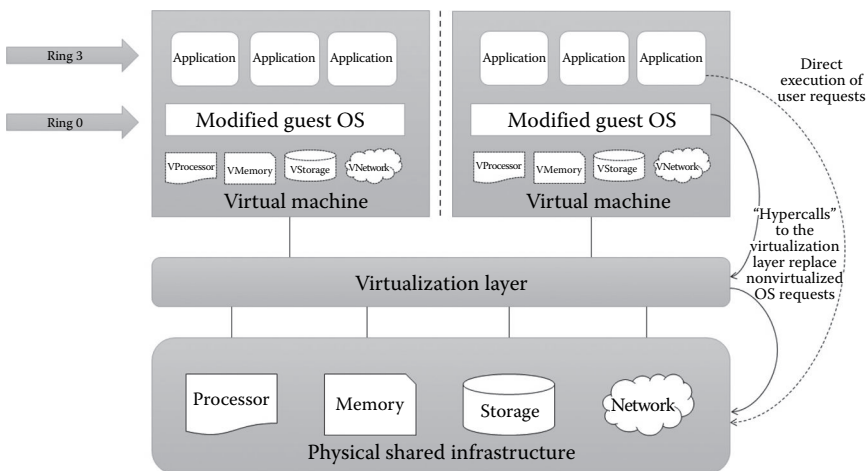 Ring 3
Ring 0
Application
Application
Application
Modified guest OS
VProcessor
VMemory
VStorage
VNetwork
Virtual machine
Application
Application
Application
Modified guest OS
VProcessor
VMemory
VStorage
VNetwork
Virtual machine
Direct
execution of
user requests
“Hypercalls”
to the
virtualization
layer replace
nonvirtualized
OS requests
Virtualization layer
Processor
Memory
Storage
Network
Physical shared infrastructure